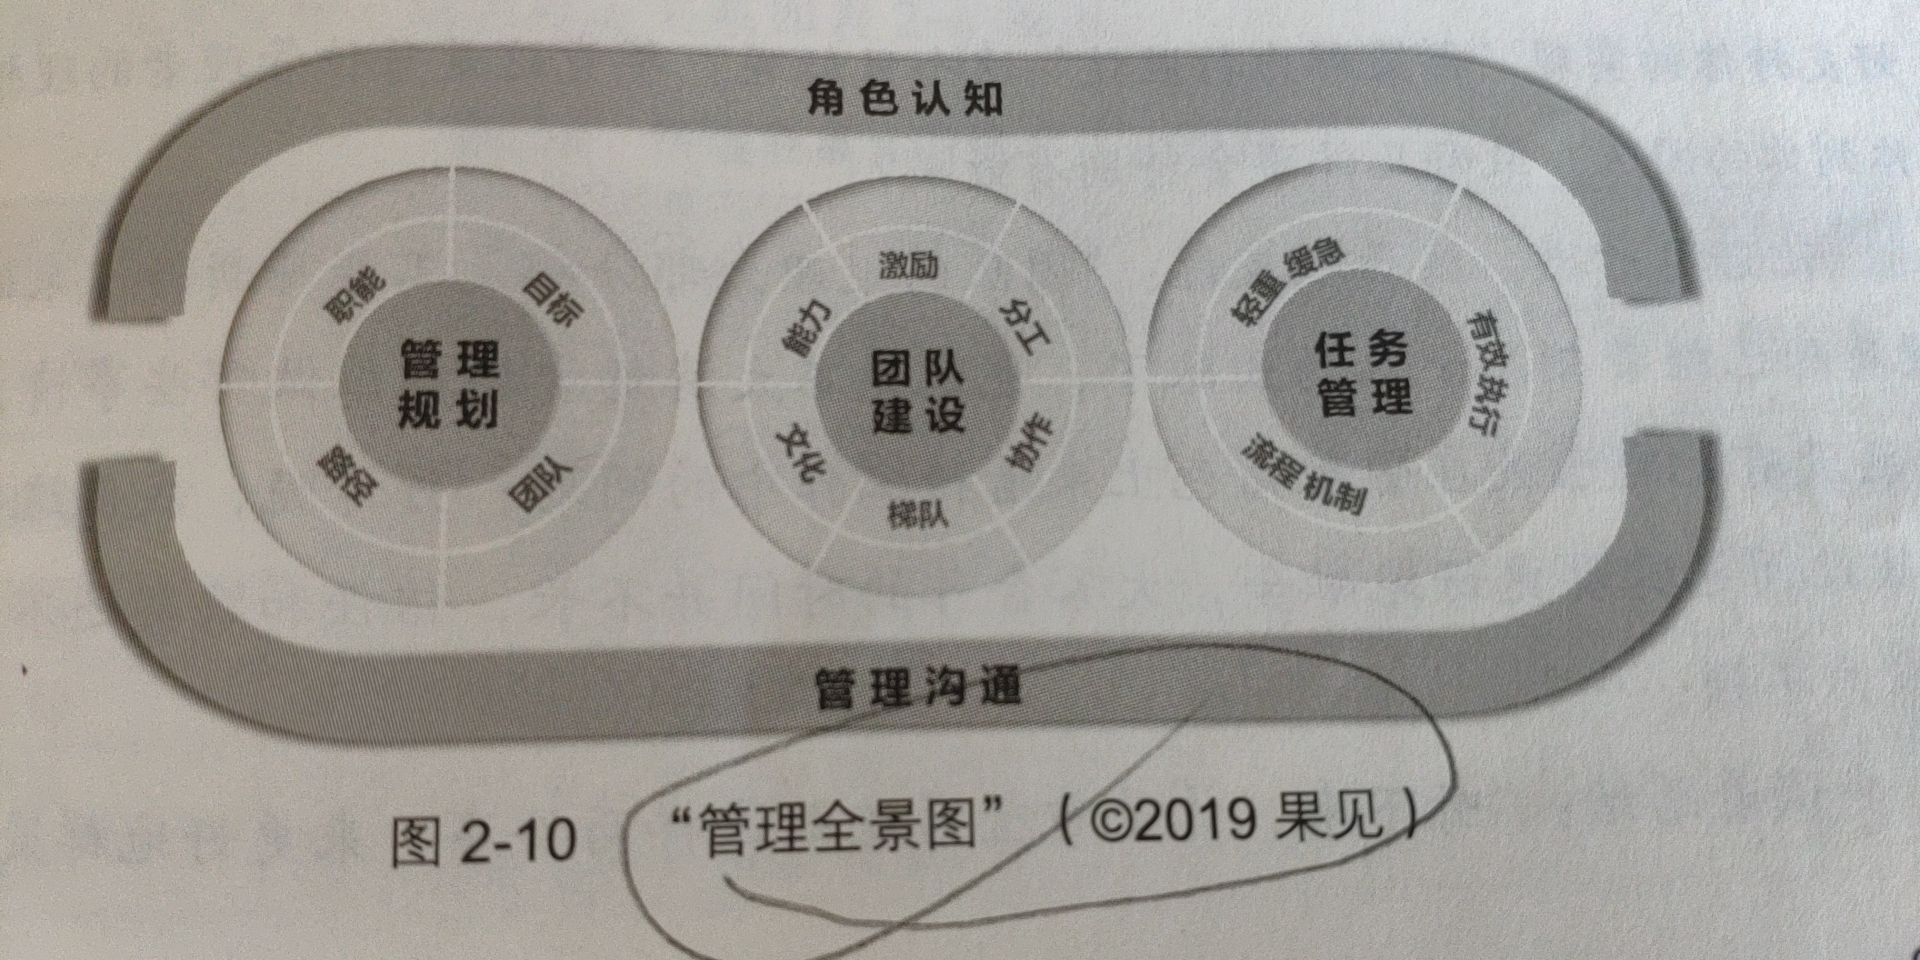 角色认知
职能
目标
管理
规划
路径
团队
激励
能力
分工
团队
建设
文化
协作
梯队
轻重 缓急
有效执行
任务
管理
流程 机制
管理沟通
图 2-10 “管理全景图”（©2019 果见）